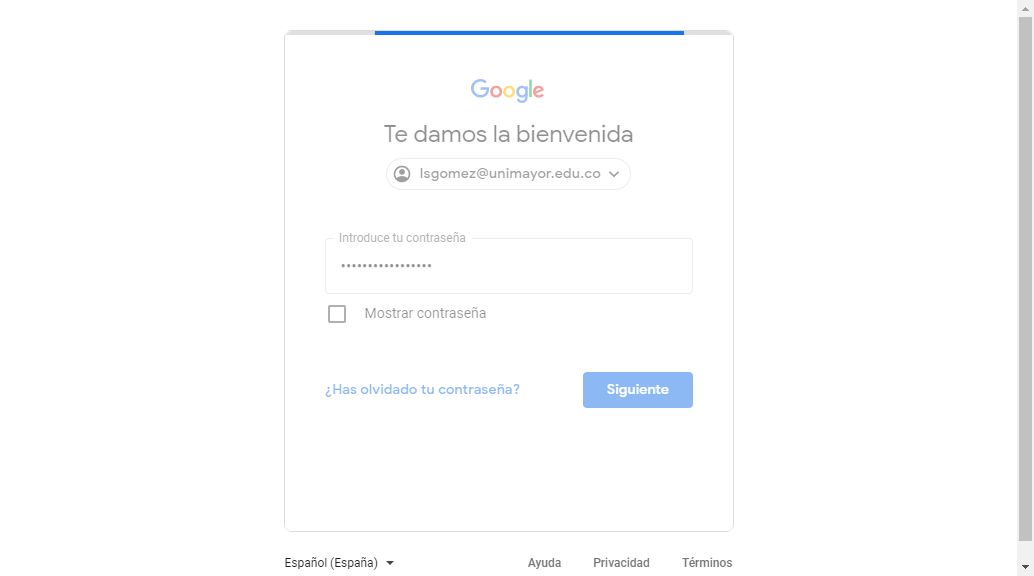 Google
Te damos la bienvenida
lsgomez@unimayor.edu.co
Introduce tu contraseña
•••••••••••••••••
Mostrar contraseña
¿Has olvidado tu contraseña?
Siguiente
Español (España)
Ayuda
Privacidad
Términos